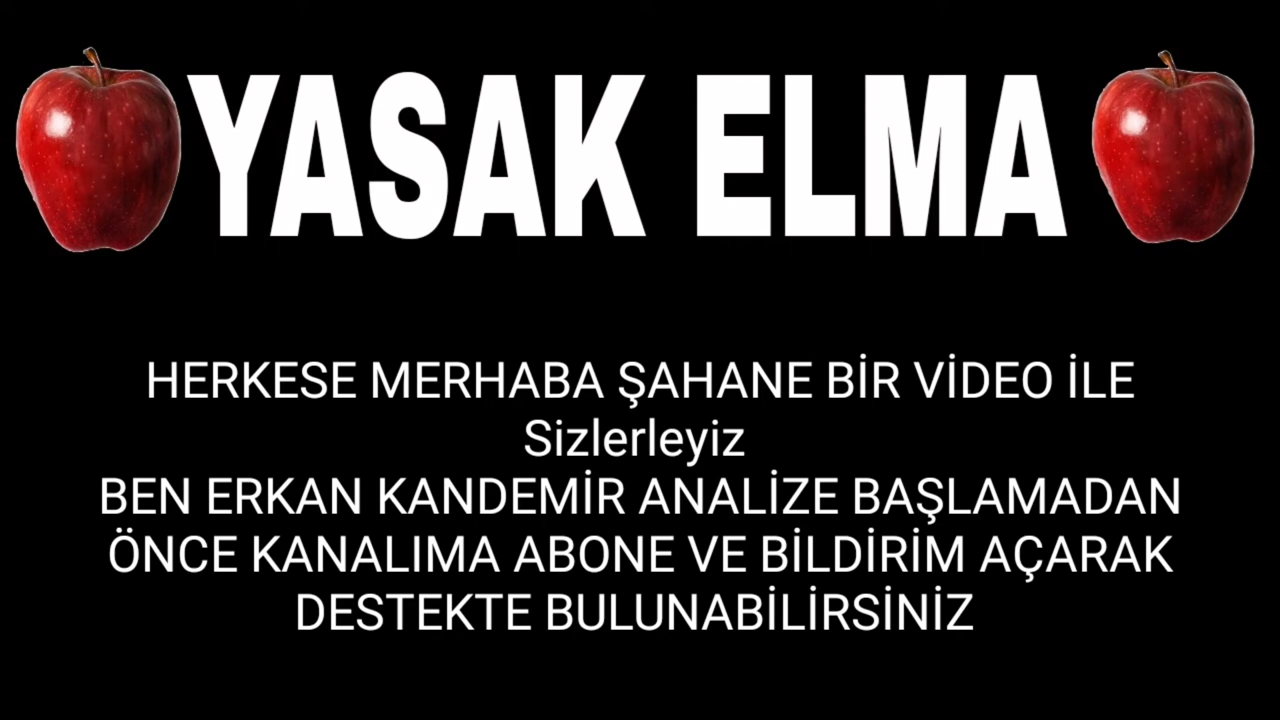 YASAK ELMA
HERKESE MERHABA ŞAHANE BİR VİDEO İLE
Sizlerleyiz
BEN ERKAN KANDEMİR ANALİZE BAŞLAMADAN
ÖNCE KANALIMA ABONE VE BİLDİRİM AÇARAK
DESTEKTE BULUNABİLİRSİNİZ